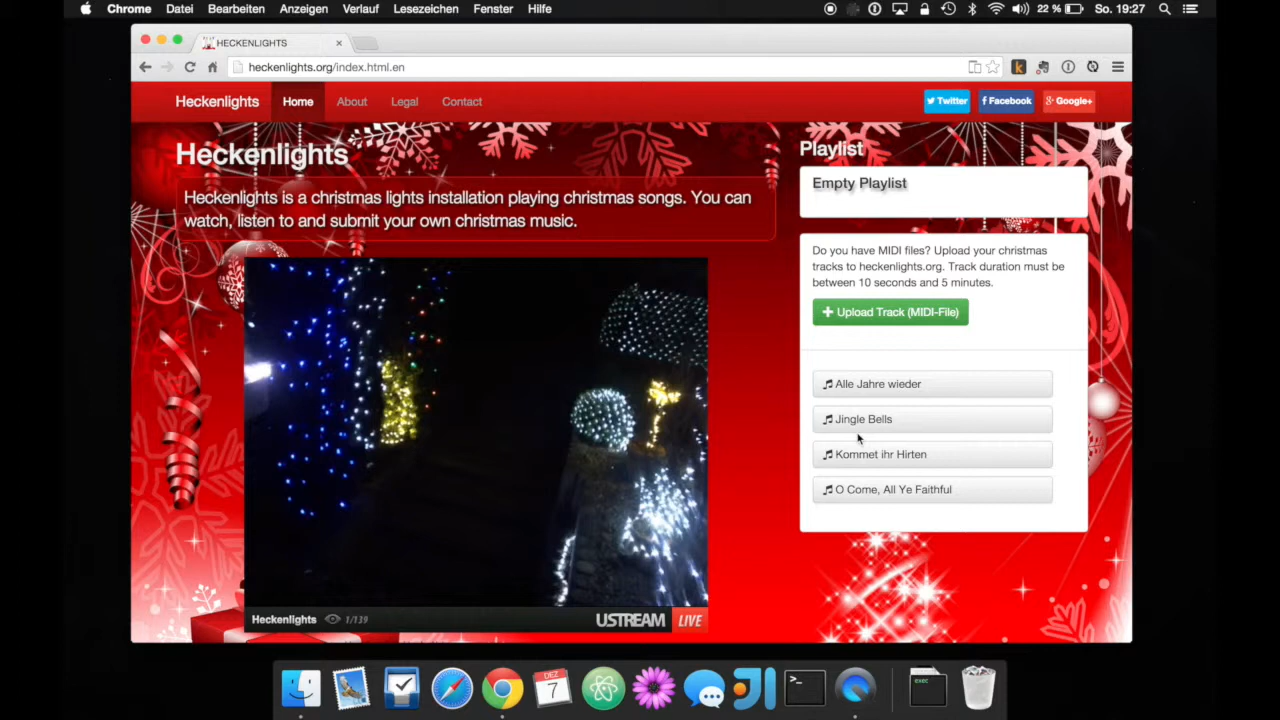 Chrome Datei Bearbeiten Anzeigen Verlauf Lesezeichen Fenster Hilfe 22 % So. 19:27
HECKENLIGHTS
heckenlights.org/index.html.en
Heckenlights Home About Legal Contact Twitter Facebook Google+
Heckenlights
Heckenlights is a christmas lights installation playing christmas songs. You can
watch, listen to and submit your own christmas music.
Heckenlights 1/139 USTREAM LIVE
Playlist
Empty Playlist
Do you have MIDI files? Upload your christmas
tracks to heckenlights.org. Track duration must be
between 10 seconds and 5 minutes.
Upload Track (MIDI-File)
Alle Jahre wieder
Jingle Bells
Kommet ihr Hirten
O Come, All Ye Faithful
DEZ
7
>_
exec